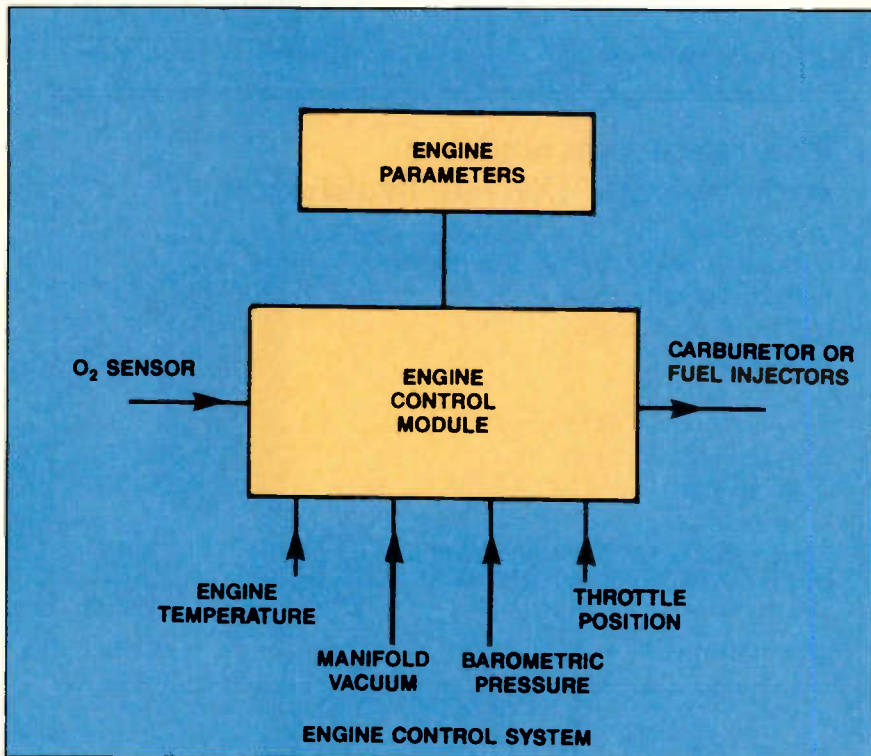 ENGINE
PARAMETERS
O₂ SENSOR
ENGINE
CONTROL
MODULE
CARBURETOR OR
FUEL INJECTORS
ENGINE
TEMPERATURE
MANIFOLD
VACUUM
BAROMETRIC
PRESSURE
THROTTLE
POSITION
ENGINE CONTROL SYSTEM